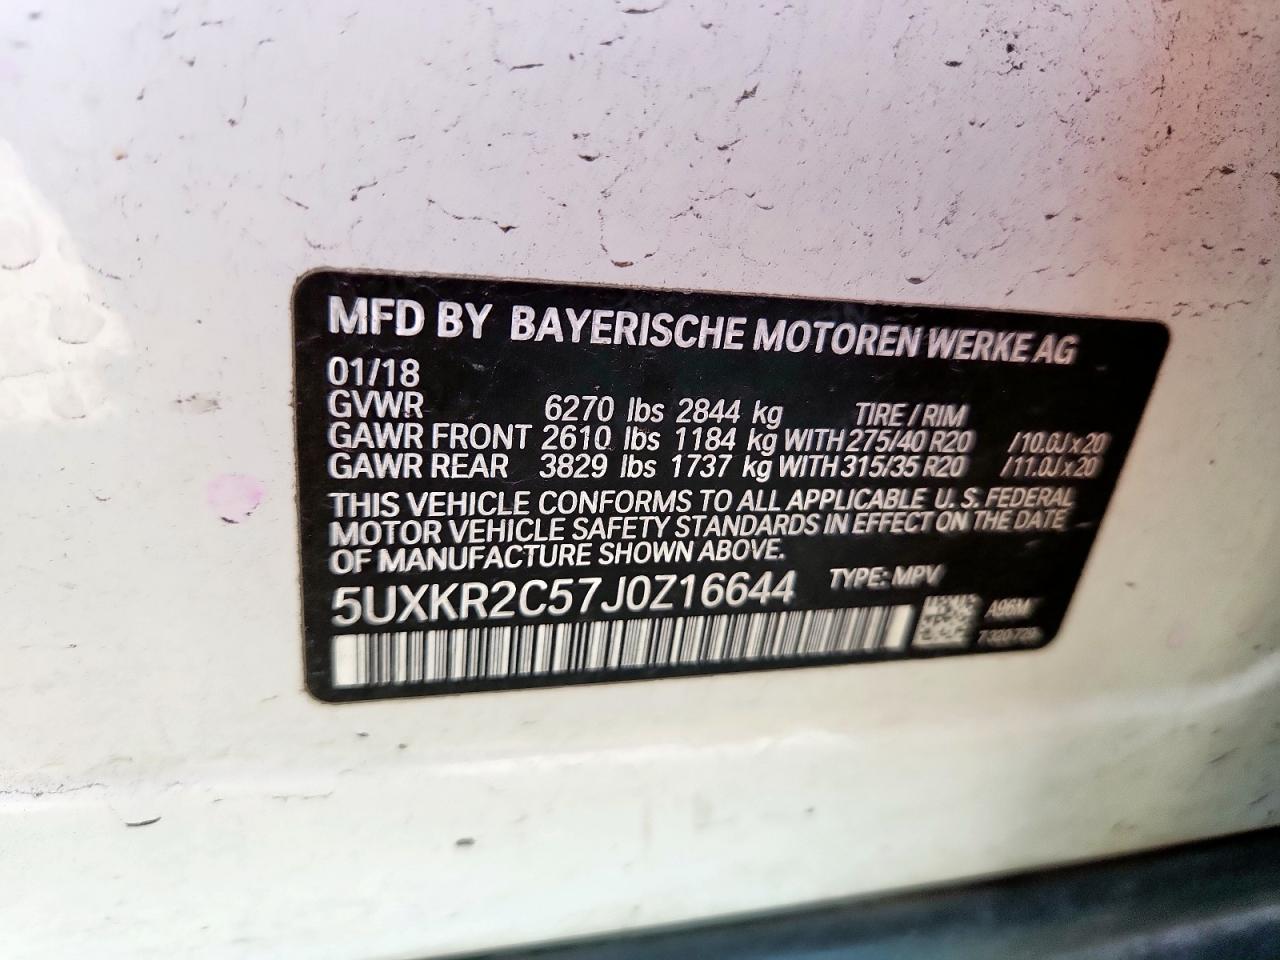 MFD BY BAYERISCHE MOTOREN WERKE AG
01/18
GVWR 6270 lbs 2844 kg TIRE / RIM
GAWR FRONT 2610 lbs 1184 kg WITH 275/40 R20 /10.0J x 20
GAWR REAR 3829 lbs 1737 kg WITH 315/35 R20 /11.0J x 20
THIS VEHICLE CONFORMS TO ALL APPLICABLE U. S. FEDERAL
MOTOR VEHICLE SAFETY STANDARDS IN EFFECT ON THE DATE
OF MANUFACTURE SHOWN ABOVE.
5UXKR2C57J0Z16644 TYPE: MPV
A96M